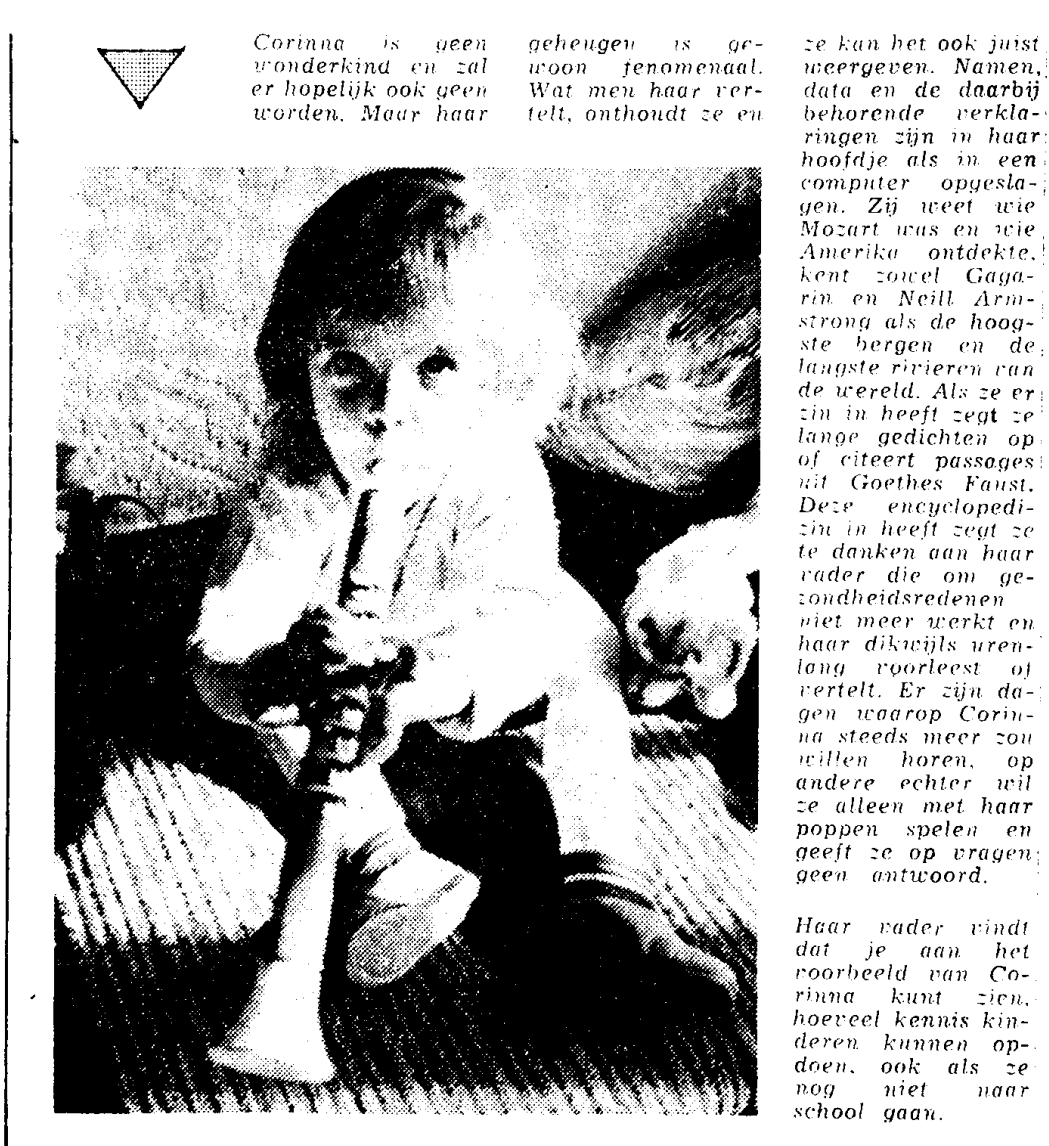 Corinna is geen
wonderkind en zal
er hopelijk ook geen
worden. Maar haar
geheugen is ge-
woon fenomenaal.
Wat men haar ver-
telt, onthoudt ze en
ze kan het ook juist
weergeven. Namen,
data en de daarbij
behorende verkla-
ringen zijn in haar
hoofdje als in een
computer opgesla-
gen. Zij weet wie
Mozart was en wie
Amerika ontdekte,
kent zowel Gaga-
rin en Neill Arm-
strong als de hoog-
ste bergen en de
langste rivieren van
de wereld. Als ze er
zin in heeft zegt ze
lange gedichten op
of citeert passages
uit Goethes Faust.
Deze encyclopedi-
zin in heeft zegt ze
te danken aan haar
vader die om ge-
zondheidsredenen
niet meer werkt en
haar dikwijls uren-
lang voorleest of
vertelt. Er zijn da-
gen waarop Corin-
na steeds meer zou
willen horen, op
andere echter wil
ze alleen met haar
poppen spelen en
geeft ze op vragen
geen antwoord.
Haar vader vindt
dat je aan het
voorbeeld van Co-
rinna kunt zien,
hoeveel kennis kin-
deren kunnen op-
doen, ook als ze
nog niet naar
school gaan.